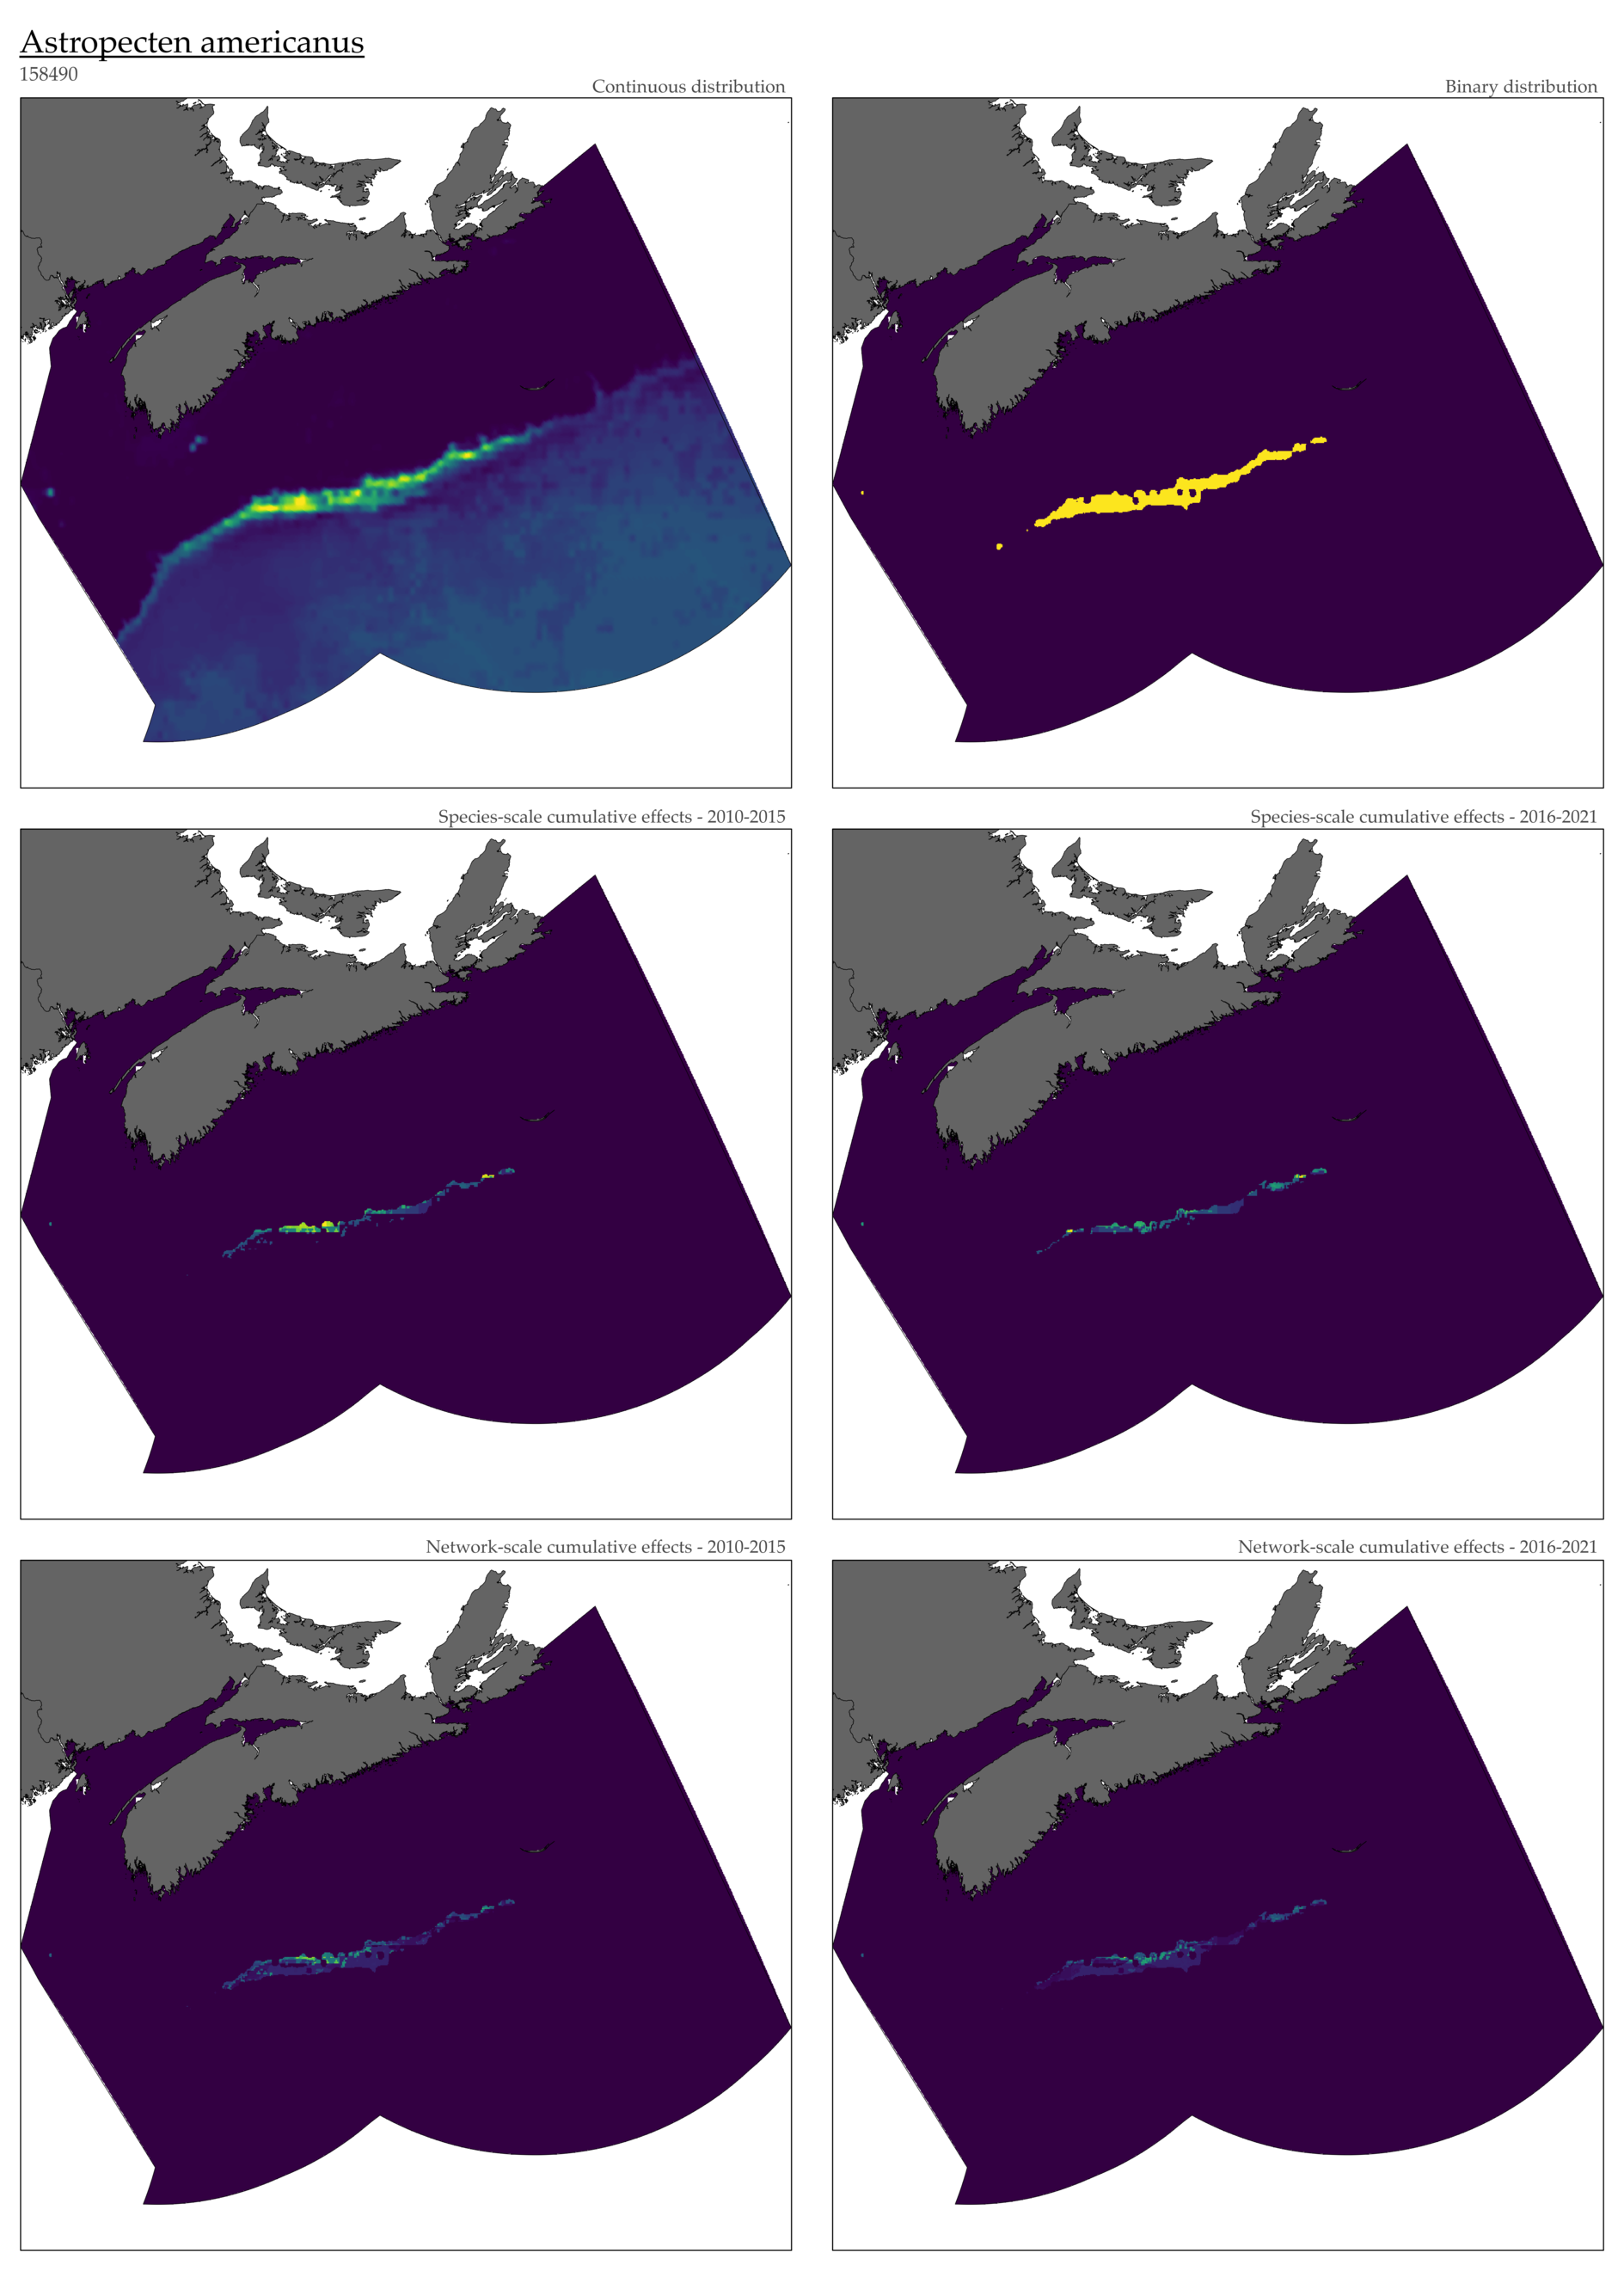 Astropecten americanus
158490
Continuous distribution
Binary distribution
Species-scale cumulative effects - 2010-2015
Species-scale cumulative effects - 2016-2021
Network-scale cumulative effects - 2010-2015
Network-scale cumulative effects - 2016-2021